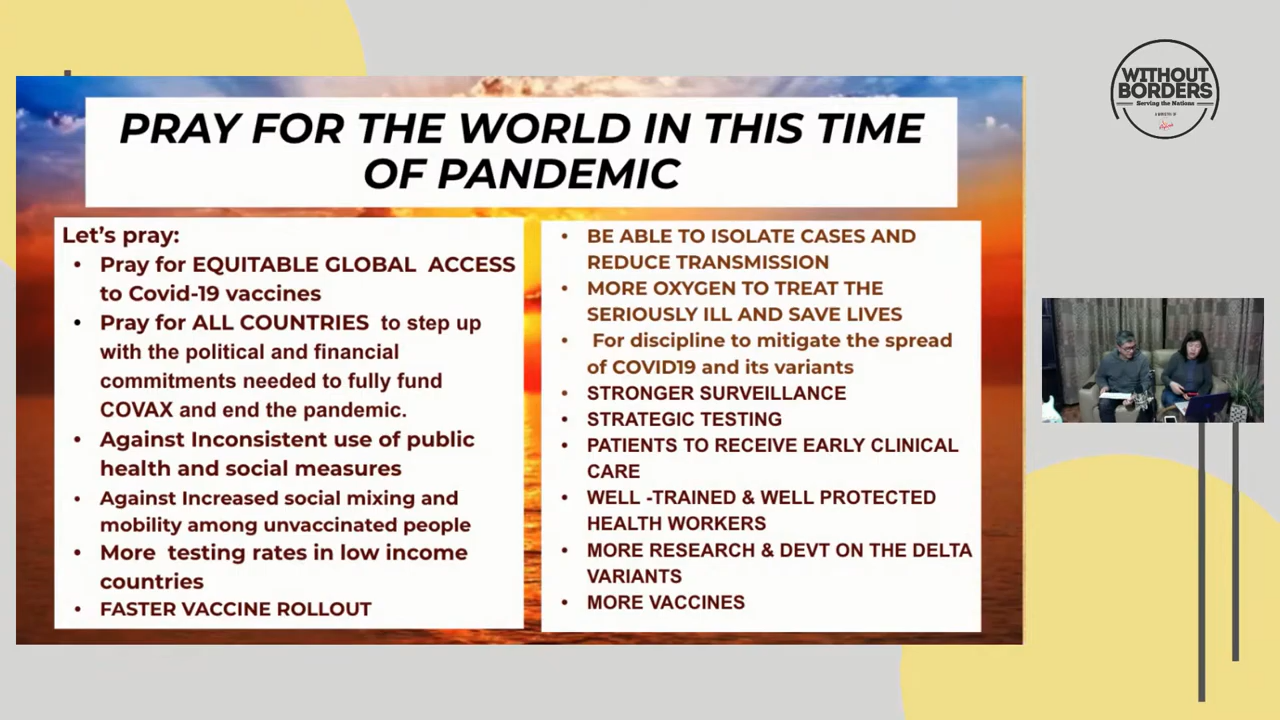 WITHOUT
BORDERS
Serving the Nations
PRAY FOR THE WORLD IN THIS TIME
OF PANDEMIC
Let's pray:
• Pray for EQUITABLE GLOBAL ACCESS
to Covid-19 vaccines
• Pray for ALL COUNTRIES to step up
with the political and financial
commitments needed to fully fund
COVAX and end the pandemic.
• Against Inconsistent use of public
health and social measures
• Against Increased social mixing and
mobility among unvaccinated people
• More testing rates in low income
countries
• FASTER VACCINE ROLLOUT
• BE ABLE TO ISOLATE CASES AND
REDUCE TRANSMISSION
• MORE OXYGEN TO TREAT THE
SERIOUSLY ILL AND SAVE LIVES
• For discipline to mitigate the spread
of COVID19 and its variants
• STRONGER SURVEILLANCE
• STRATEGIC TESTING
• PATIENTS TO RECEIVE EARLY CLINICAL
CARE
• WELL -TRAINED & WELL PROTECTED
HEALTH WORKERS
• MORE RESEARCH & DEVT ON THE DELTA
VARIANTS
• MORE VACCINES